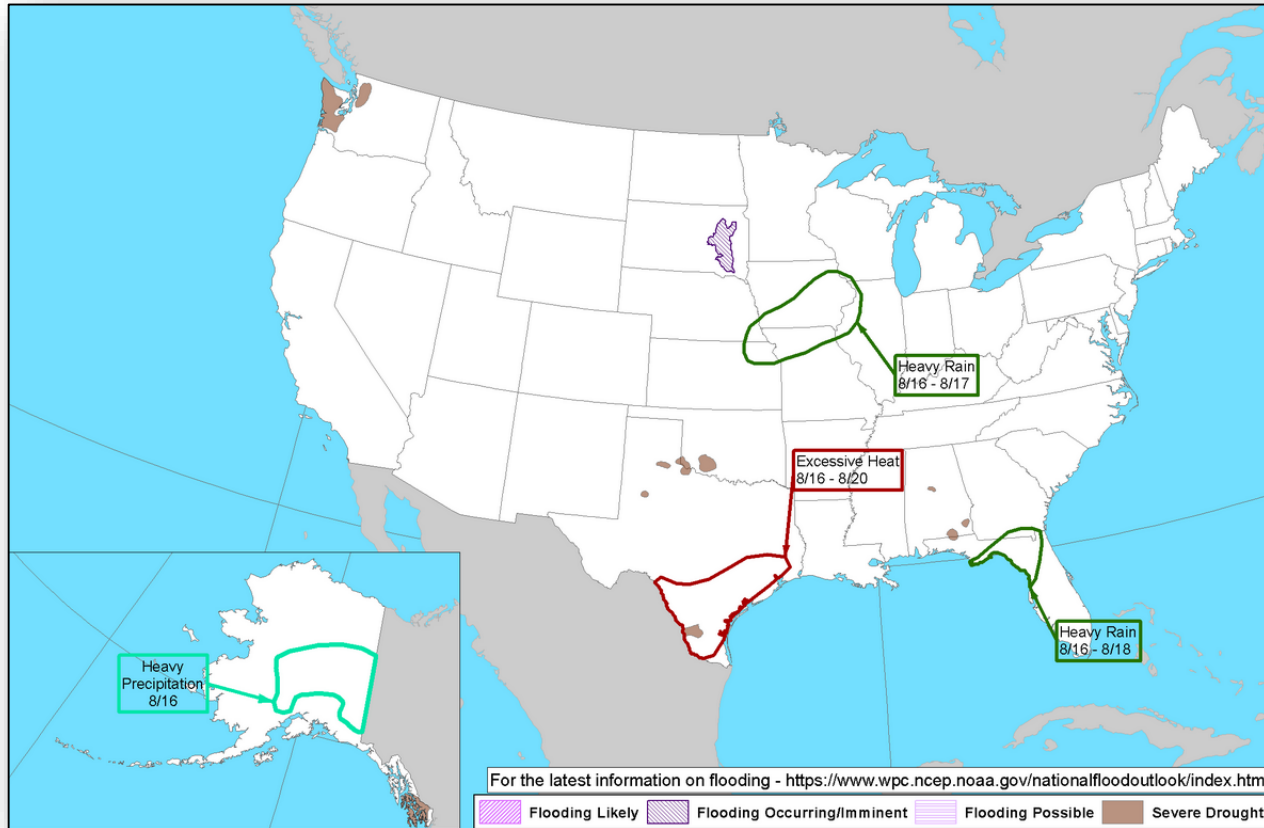 Heavy Rain
8/16 - 8/17
Excessive Heat
8/16 - 8/20
Heavy Rain
8/16 - 8/18
Heavy
Precipitation
8/16
For the latest information on flooding - https://www.wpc.ncep.noaa.gov/nationalfloodoutlook/index.htm
Flooding Likely Flooding Occurring/Imminent Flooding Possible Severe Drought